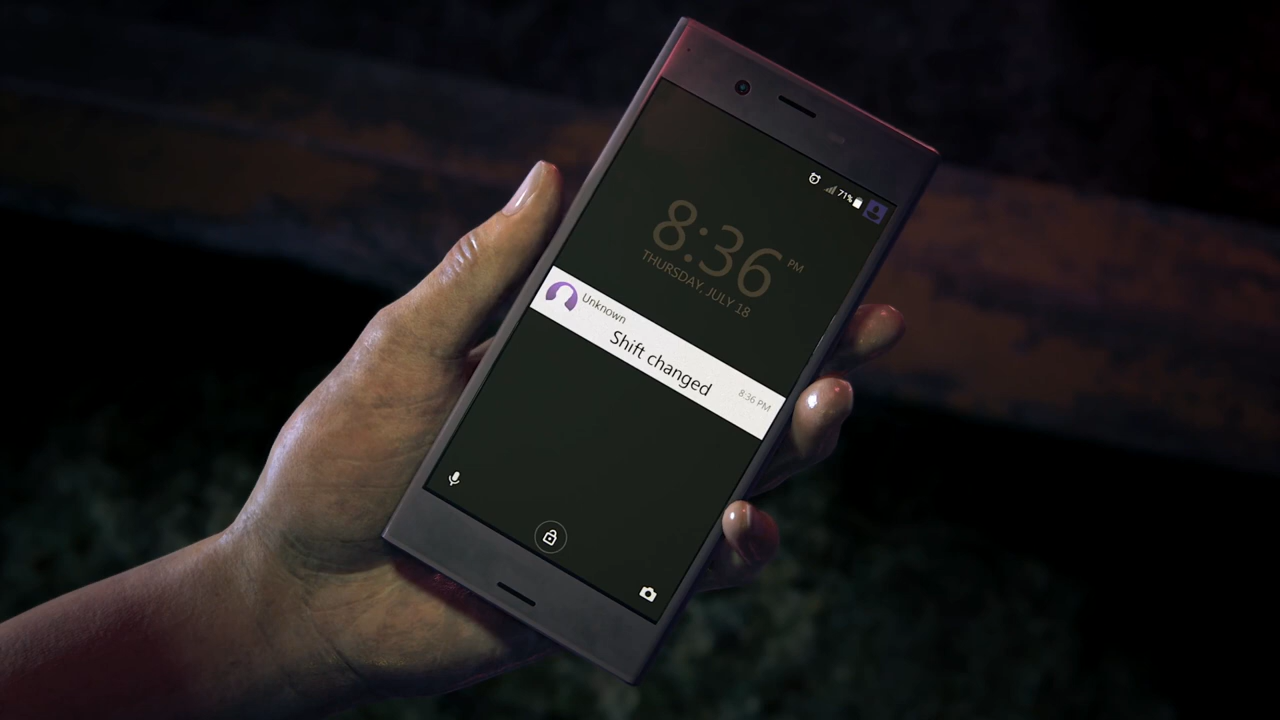 71%
8:36 PM
THURSDAY, JULY 18
Unknown
Shift changed
8:36 PM